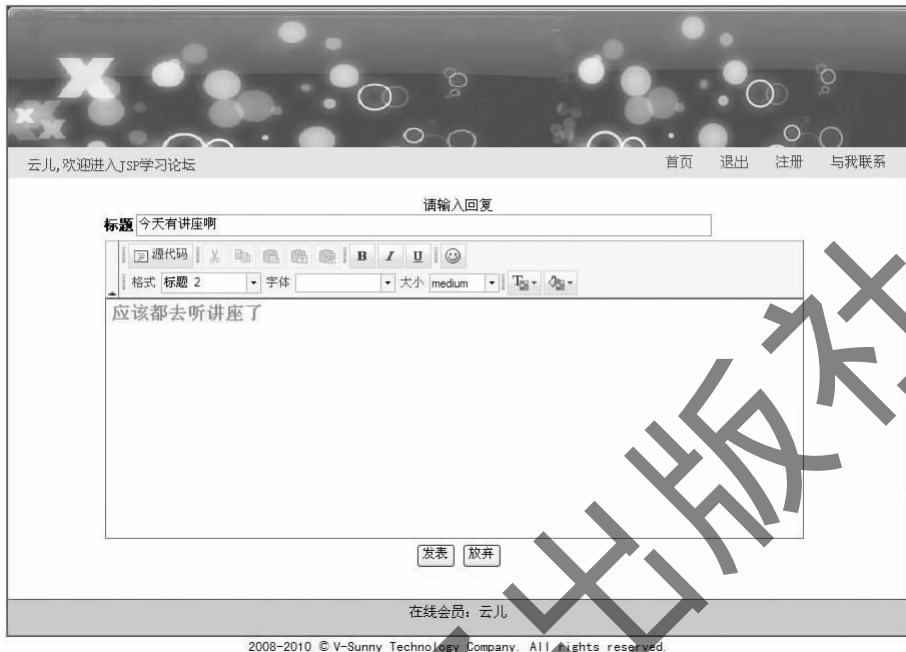 云儿,欢迎进入JSP学习论坛 首页 退出 注册 与我联系
请输入回复
标题 今天有讲座啊
源代码 B I U
格式 标题 2 字体 大小 medium
应该都去听讲座了
发表 放弃
在线会员：云儿
2008-2010 © V-Sunny Technology Company. All rights reserved.
出版社